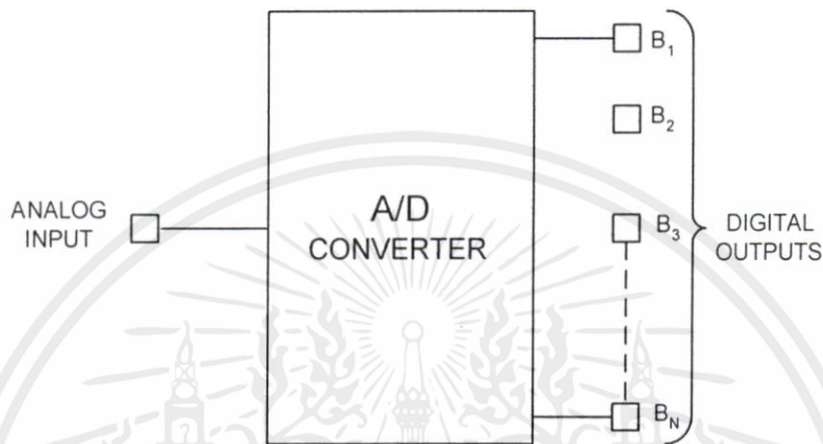 ANALOG
INPUT
A/D
CONVERTER
B1
B2
B3
BN
DIGITAL
OUTPUTS